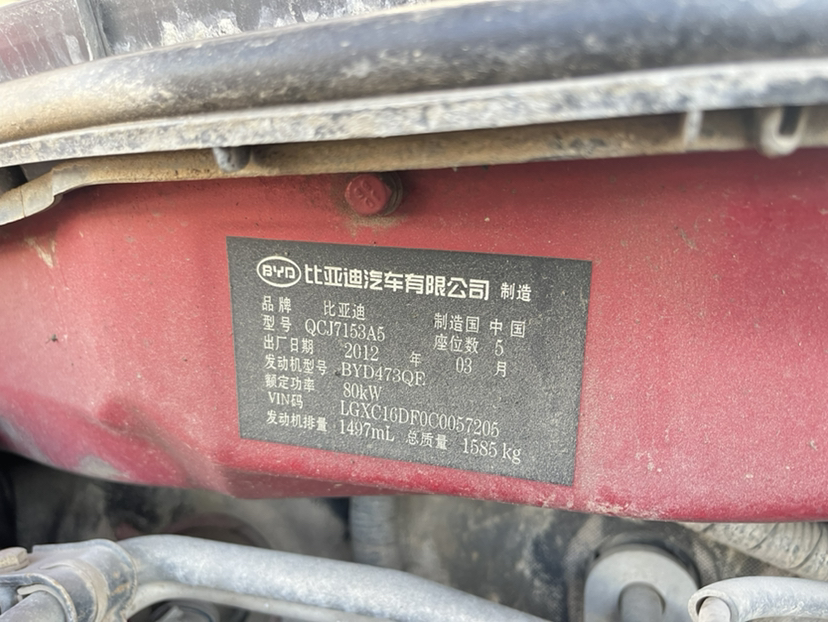 BYD 比亚迪汽车有限公司 制造
品牌 比亚迪 制造国 中国
型号 QCJ7153A5 座位数 5
出厂日期 2012 年 03 月
发动机型号 BYD473QE
额定功率 80kW
VIN码 LGXC16DF0C0057205
发动机排量 1497mL 总质量 1585 kg